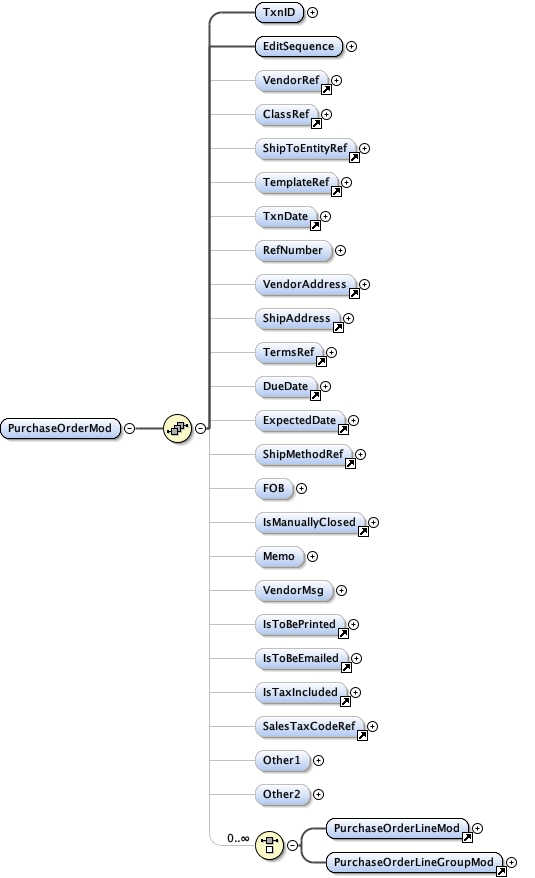 TxnID
EditSequence
VendorRef
ClassRef
ShipToEntityRef
TemplateRef
TxnDate
RefNumber
VendorAddress
ShipAddress
TermsRef
DueDate
PurchaseOrderMod
ExpectedDate
ShipMethodRef
FOB
IsManuallyClosed
Memo
VendorMsg
IsToBePrinted
IsToBeEmailed
IsTaxIncluded
SalesTaxCodeRef
Other1
Other2
0..∞
PurchaseOrderLineMod
PurchaseOrderLineGroupMod